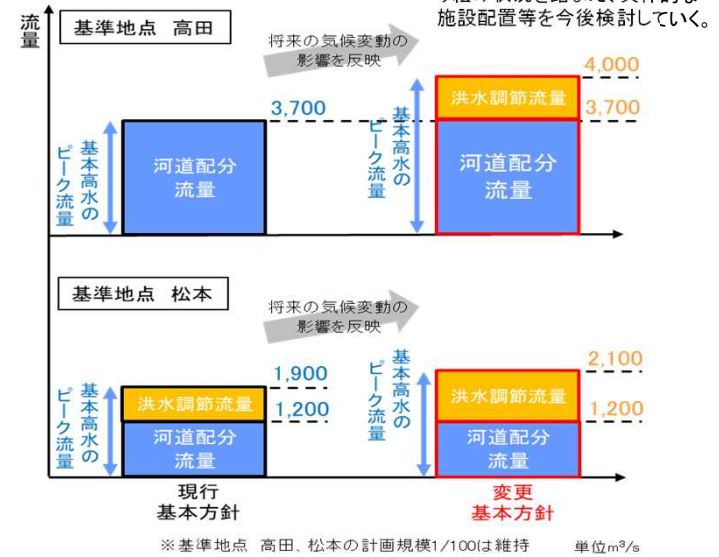 施設配置等を今後検討していく。
流量
基準地点 高田
将来の気候変動の
影響を反映
4,000
3,700
3,700
基本高水の
ピーク流量
河道配分
流量
基本高水の
ピーク流量
洪水調節流量
河道配分
流量
基準地点 松本
将来の気候変動の
影響を反映
1,900
1,200
2,100
1,200
基本高水の
ピーク流量
洪水調節流量
河道配分
流量
基本高水の
ピーク流量
洪水調節流量
河道配分
流量
現行
基本方針
変更
基本方針
※基準地点 高田、松本の計画規模1/100は維持 単位m³/s